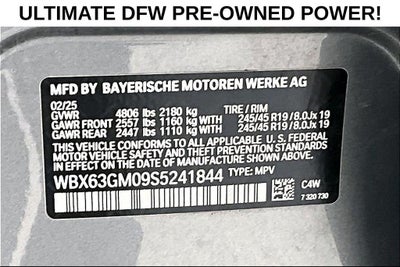 ULTIMATE DFW PRE-OWNED POWER!
MFD BY BAYERISCHE MOTOREN WERKE AG
02/25
GVWR 4806 lbs 2180 kg TIRE / RIM
GAWR FRONT 2557 lbs 1160 kg 245/45 R19 / 8.0Jx 19
GAWR REAR 2447 lbs 1110 kg 245/45 R19 / 8.0Jx 19
THIS VEHICLE CONFORMS TO ALL APPLICABLE U.S. FEDERAL
MOTOR VEHICLE SAFETY AND THEFT PREVENTION STANDARDS
IN EFFECT ON THE DATE OF MANUFACTURE SHOWN ABOVE.
WBX63GM09S5241844 TYPE: MPV
C4W
7 320 730